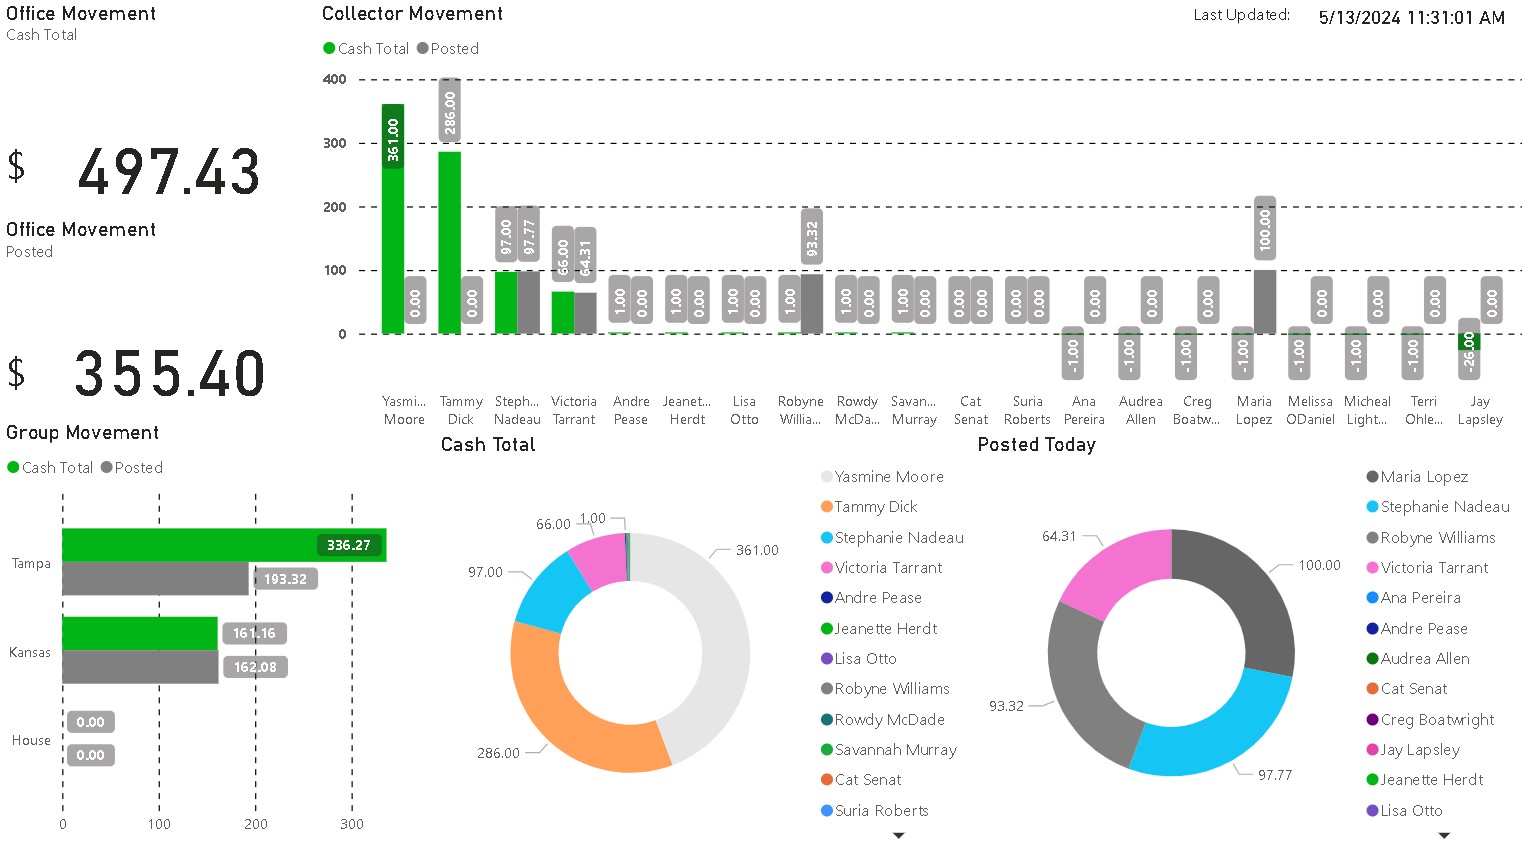 Office Movement
Cash Total
$ 497.43
Office Movement
Posted
$ 355.40
Collector Movement
Last Updated: 5/13/2024 11:31:01 AM
Cash Total Posted
400
300
200
100
0
361.00 0.00 286.00 0.00 97.00 97.77 66.00 64.31 1.00 0.00 1.00 0.00 1.00 0.00 1.00 93.32 1.00 0.00 1.00 0.00 0.00 0.00 0.00 0.00 -1.00 0.00 -1.00 0.00 -1.00 0.00 -1.00 100.00 -1.00 0.00 -1.00 0.00 -1.00 0.00 -26.00 0.00
Yasmi... Tammy Steph... Victoria Andre Jeanet... Lisa Robyne Rowdy Savan... Cat Suria Ana Audrea Creg Maria Melissa Micheal Terri Jay
Moore Dick Nadeau Tarrant Pease Herdt Otto Willia... McDa... Murray Senat Roberts Pereira Allen Boatw... Lopez ODaniel Light... Ohle... Lapsley
Group Movement
Cash Total Posted
Tampa
336.27
193.32
Kansas
161.16
162.08
House
0.00
0.00
0 100 200 300
Cash Total
361.00
286.00
97.00
66.00
1.00
Yasmine Moore
Tammy Dick
Stephanie Nadeau
Victoria Tarrant
Andre Pease
Jeanette Herdt
Lisa Otto
Robyne Williams
Rowdy McDade
Savannah Murray
Cat Senat
Suria Roberts
Posted Today
100.00
97.77
93.32
64.31
Maria Lopez
Stephanie Nadeau
Robyne Williams
Victoria Tarrant
Ana Pereira
Andre Pease
Audrea Allen
Cat Senat
Creg Boatwright
Jay Lapsley
Jeanette Herdt
Lisa Otto